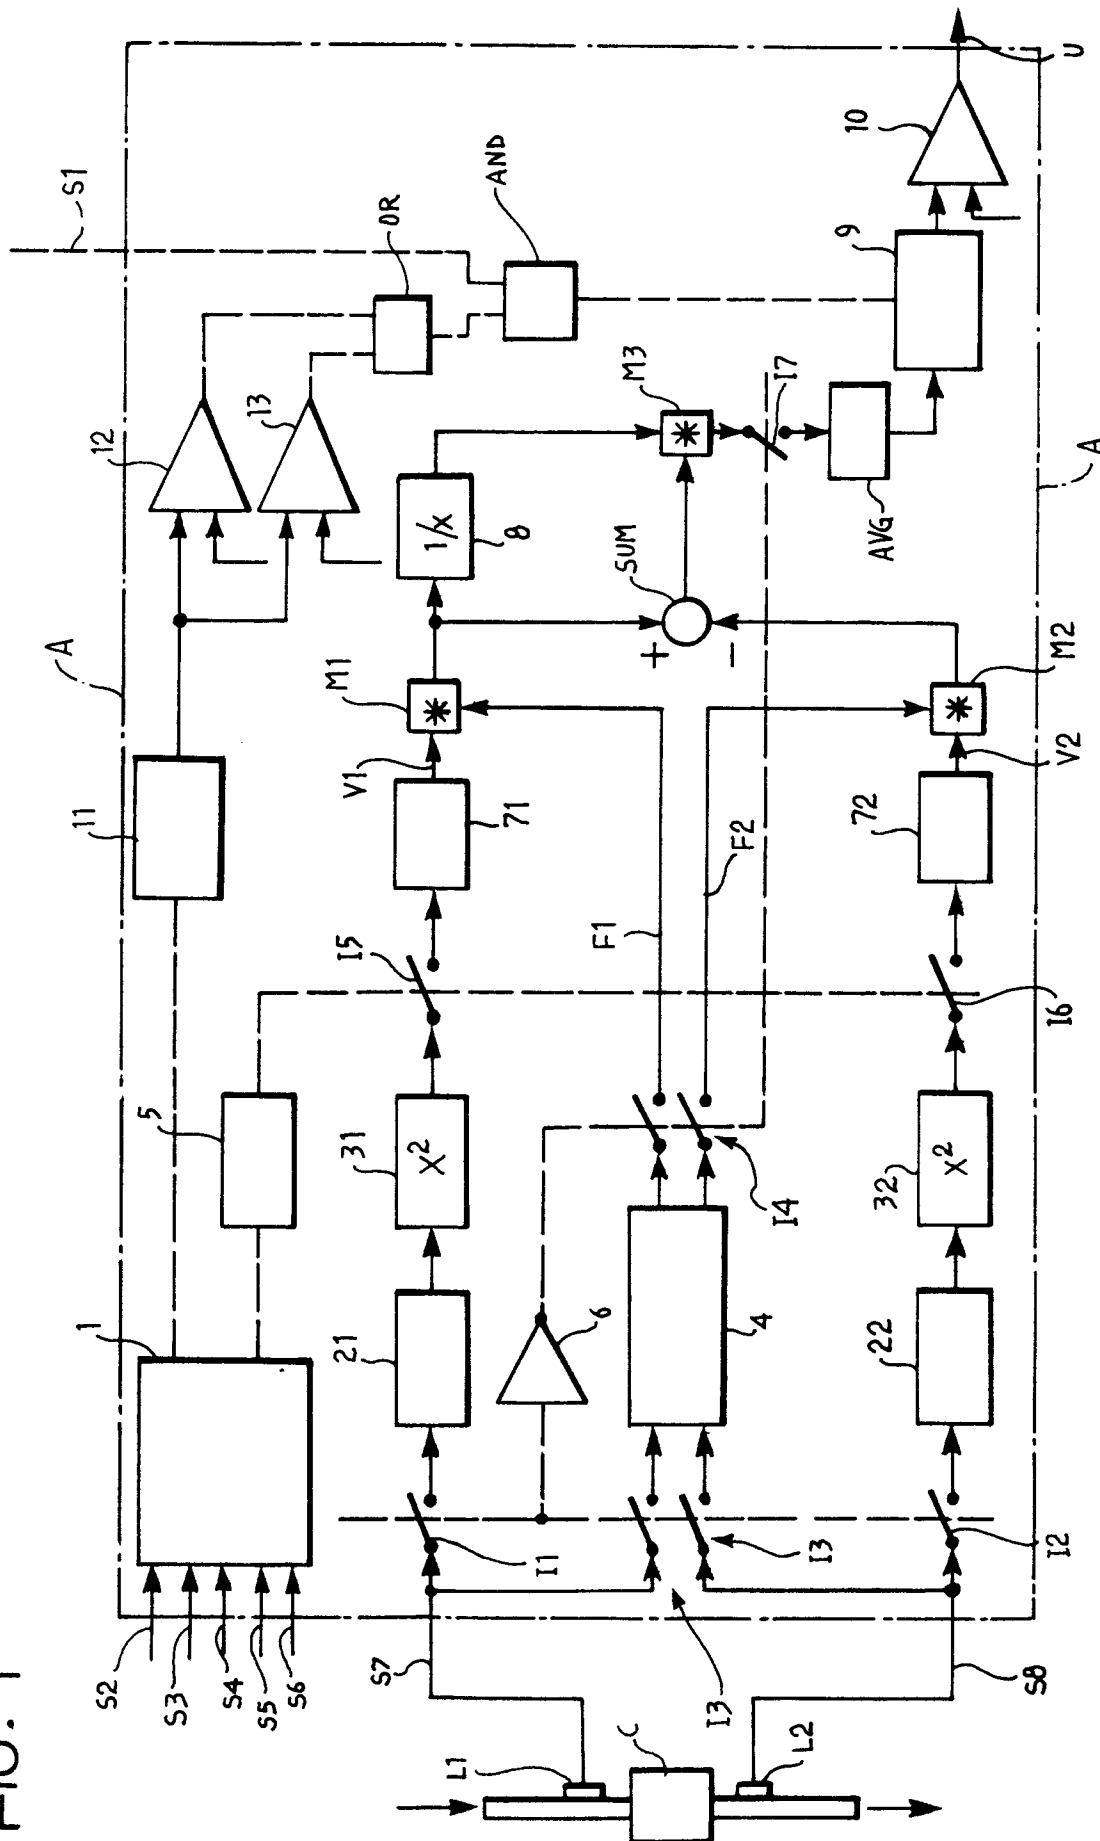 FIG. 1
S1
A
12
13
OR
AND
11
1
5
S2
S3
S4
S5
S6
I5
V1
M1
1/X
8
M3
I7
9
10
U
21
31
X²
71
SUM
+
−
AVG
6
F1
F2
4
I4
I1
I3
I3
S7
L1
C
L2
S8
I2
22
32
X²
I6
72
V2
M2
A